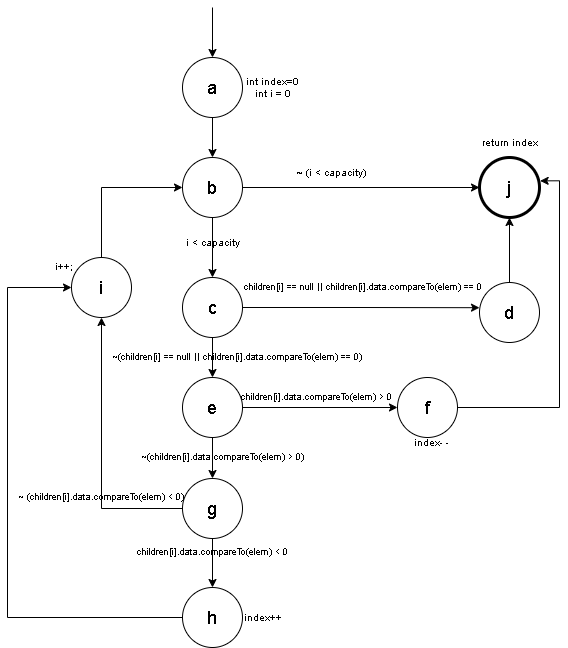 a
int index=0
int i = 0
return index
b
~ (i < capacity)
j
i < capacity
i++;
i
children[i] == null || children[i].data.compareTo(elem) == 0
c
d
~(children[i] == null || children[i].data.compareTo(elem) == 0)
children[i].data.compareTo(elem) > 0
e
f
index--
~(children[i].data.compareTo(elem) > 0)
~ (children[i].data.compareTo(elem) < 0)
g
children[i].data.compareTo(elem) < 0
h
index++